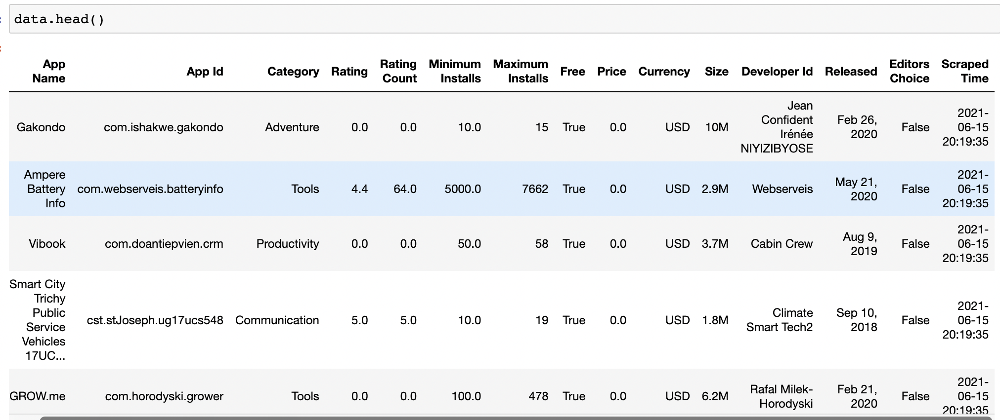 data.head()
App Name App Id Category Rating Rating Count Minimum Installs Maximum Installs Free Price Currency Size Developer Id Released Editors Choice Scraped Time
Gakondo com.ishakwe.gakondo Adventure 0.0 0.0 10.0 15 True 0.0 USD 10M Jean Confident Irénée NIYIZIBYOSE Feb 26, 2020 False 2021-06-15 20:19:35
Ampere Battery Info com.webserveis.batteryinfo Tools 4.4 64.0 5000.0 7662 True 0.0 USD 2.9M Webserveis May 21, 2020 False 2021-06-15 20:19:35
Vibook com.doantiepvien.crm Productivity 0.0 0.0 50.0 58 True 0.0 USD 3.7M Cabin Crew Aug 9, 2019 False 2021-06-15 20:19:35
Smart City Trichy Public Service Vehicles 17UC... cst.stJoseph.ug17ucs548 Communication 5.0 5.0 10.0 19 True 0.0 USD 1.8M Climate Smart Tech2 Sep 10, 2018 False 2021-06-15 20:19:35
GROW.me com.horodyski.grower Tools 0.0 0.0 100.0 478 True 0.0 USD 6.2M Rafal Milek-Horodyski Feb 21, 2020 False 2021-06-15 20:19:35